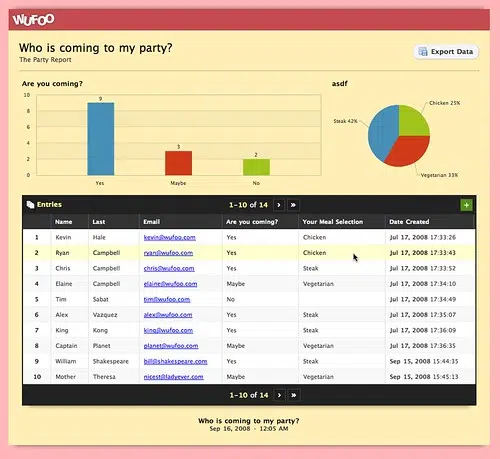 WUFOO
Who is coming to my party?
The Party Report
Export Data
Are you coming?
10
8
6
4
2
0
9
3
2
Yes
Maybe
No
asdf
Chicken 25%
Steak 42%
Vegetarian 33%
Entries
1-10 of 14 › »
+
Name Last Email Are you coming? Your Meal Selection Date Created
1 Kevin Hale kevin@wufoo.com Yes Chicken Jul 17, 2008 17:33:26
2 Ryan Campbell ryan@wufoo.com Yes Chicken Jul 17, 2008 17:33:43
3 Chris Campbell chris@wufoo.com Yes Steak Jul 17, 2008 17:33:52
4 Elaine Campbell elaine@wufoo.com Maybe Vegetarian Jul 17, 2008 17:34:10
5 Tim Sabat tim@wufoo.com No Jul 17, 2008 17:34:49
6 Alex Vazquez alex@wufoo.com Yes Steak Jul 17, 2008 17:35:07
7 King Kong king@wufoo.com Yes Steak Jul 17, 2008 17:36:09
8 Captain Planet planet@wufoo.com Maybe Vegetarian Jul 17, 2008 17:36:35
9 William Shakespeare bill@shakespeare.com Yes Steak Sep 15, 2008 15:44:35
10 Mother Theresa nicest@ladyever.com Maybe Vegetarian Sep 15, 2008 15:45:13
1-10 of 14 › »
Who is coming to my party?
Sep 16, 2008 - 12:05 AM